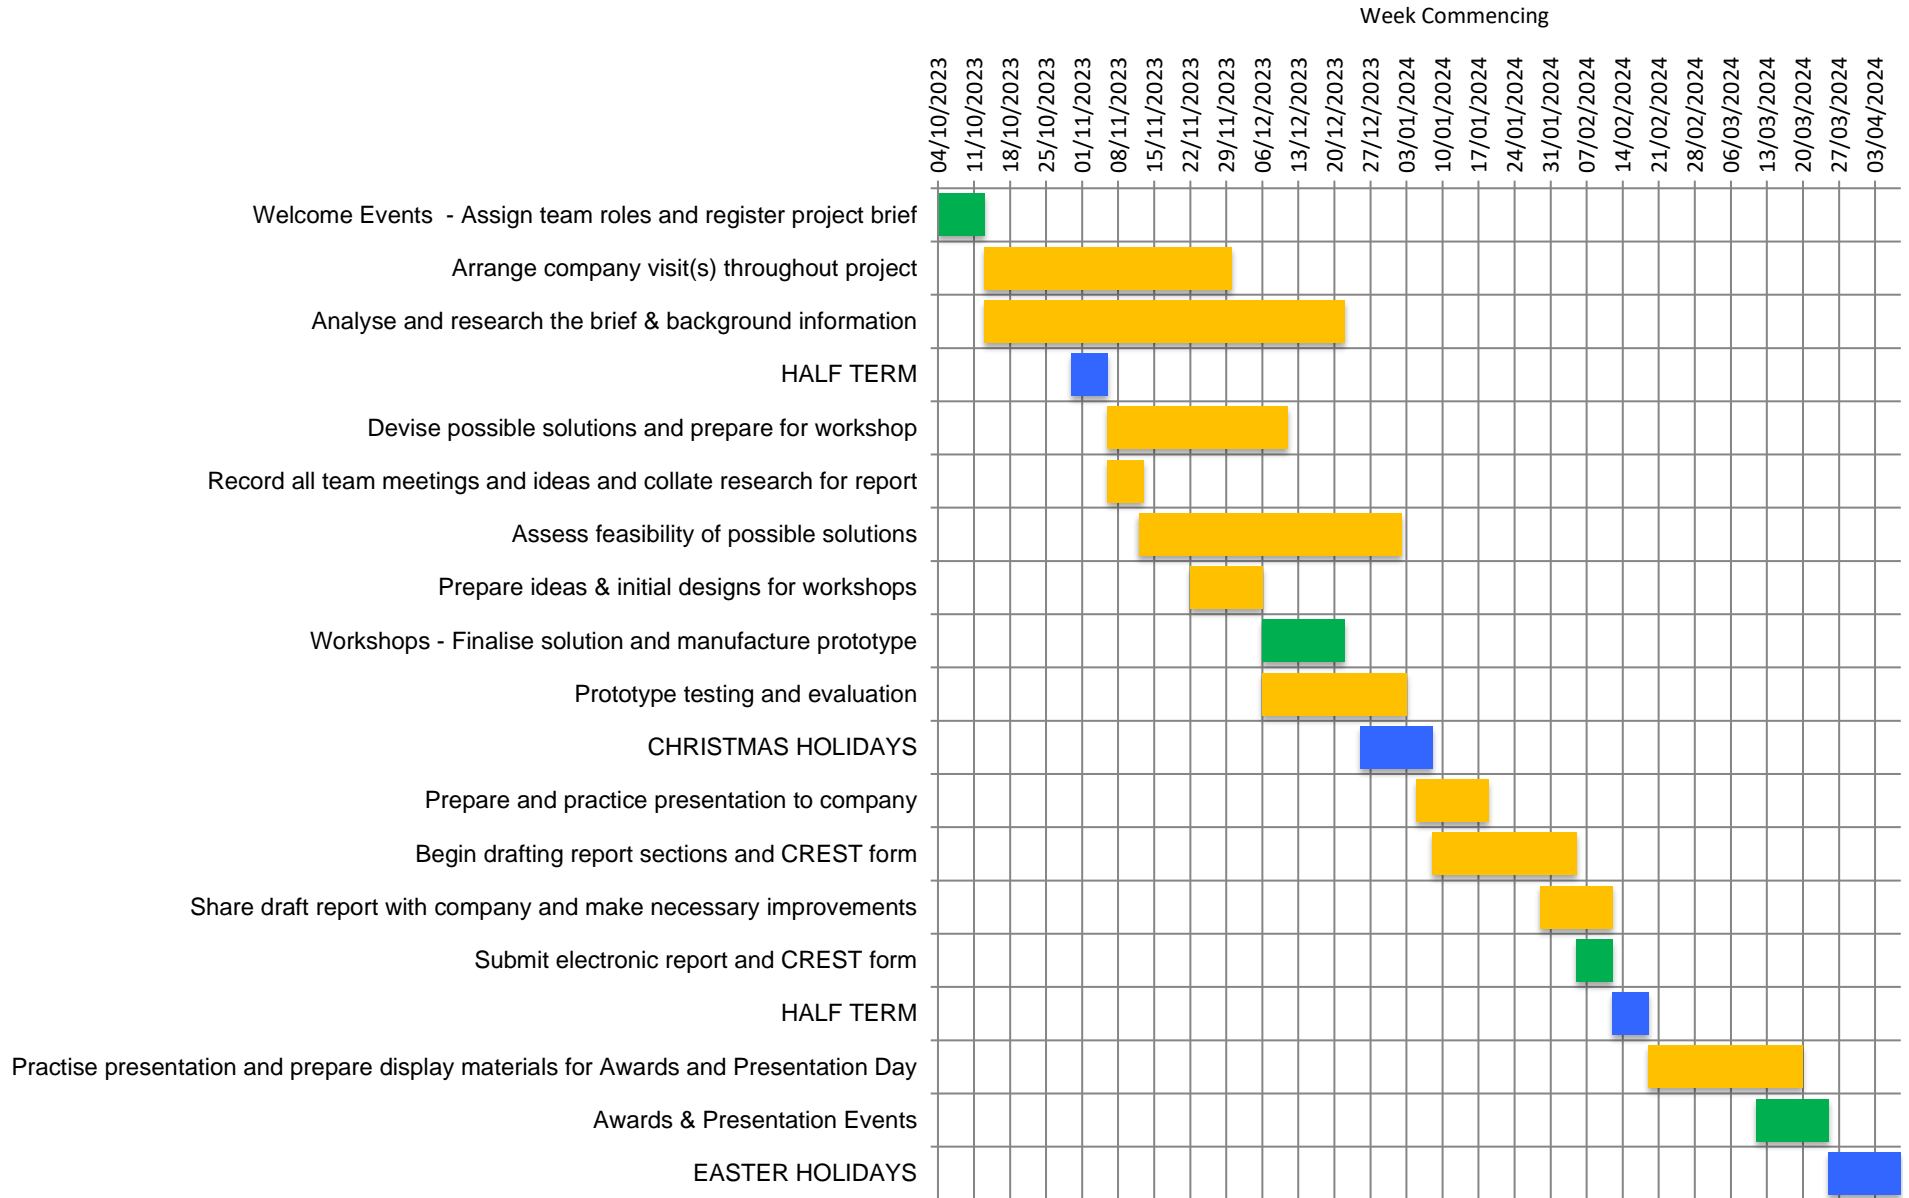 Week Commencing
04/10/2023
11/10/2023
18/10/2023
25/10/2023
01/11/2023
08/11/2023
15/11/2023
22/11/2023
29/11/2023
06/12/2023
13/12/2023
20/12/2023
27/12/2023
03/01/2024
10/01/2024
17/01/2024
24/01/2024
31/01/2024
07/02/2024
14/02/2024
21/02/2024
28/02/2024
06/03/2024
13/03/2024
20/03/2024
27/03/2024
03/04/2024
Welcome Events  - Assign team roles and register project brief
Arrange company visit(s) throughout project
Analyse and research the brief & background information
HALF TERM
Devise possible solutions and prepare for workshop
Record all team meetings and ideas and collate research for report
Assess feasibility of possible solutions
Prepare ideas & initial designs for workshops
Workshops - Finalise solution and manufacture prototype
Prototype testing and evaluation
CHRISTMAS HOLIDAYS
Prepare and practice presentation to company
Begin drafting report sections and CREST form
Share draft report with company and make necessary improvements
Submit electronic report and CREST form
HALF TERM
Practise presentation and prepare display materials for Awards and Presentation Day
Awards & Presentation Events
EASTER HOLIDAYS